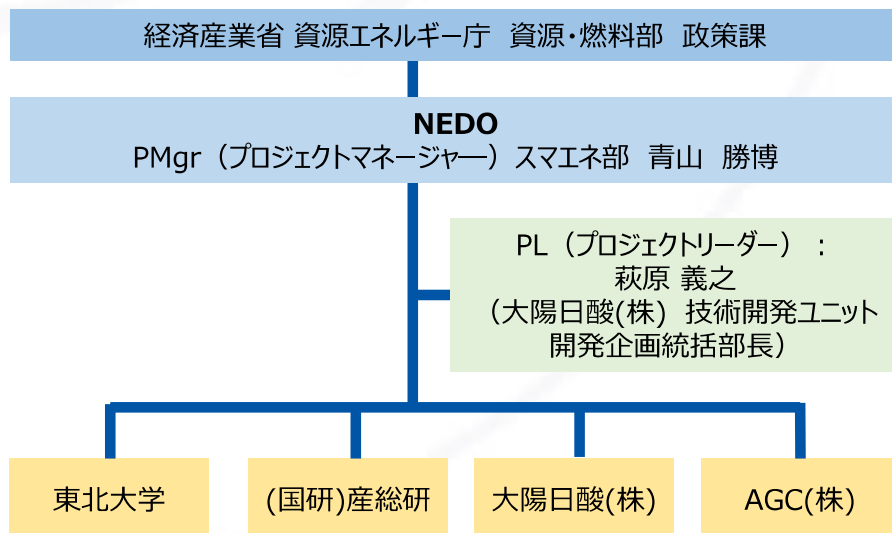 経済産業省 資源エネルギー庁 資源・燃料部 政策課
NEDO
PMgr（プロジェクトマネージャー）スマエネ部 青山 勝博
PL（プロジェクトリーダー）：
萩原 義之
（大陽日酸(株) 技術開発ユニット
開発企画統括部長）
東北大学
(国研)産総研
大陽日酸(株)
AGC(株)